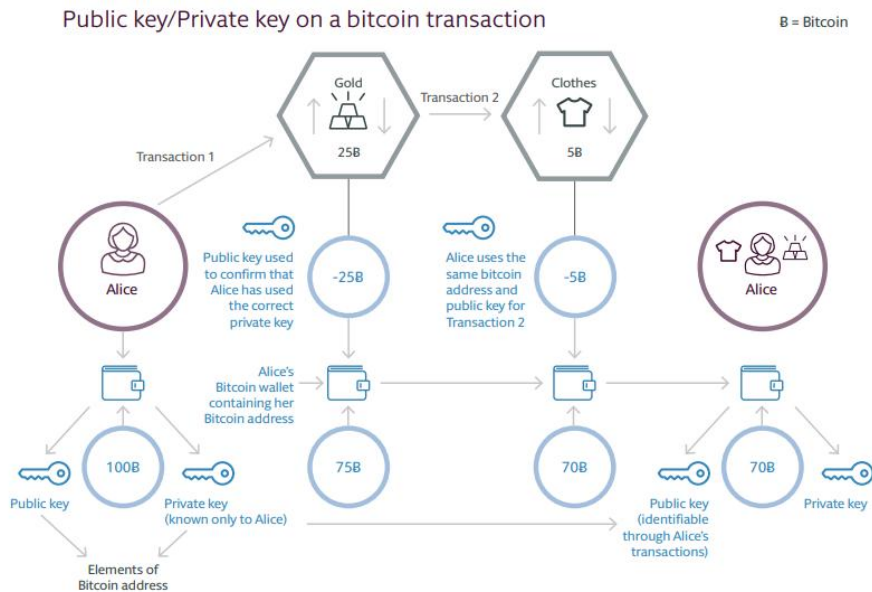 Public key/Private key on a bitcoin transaction
Ƀ = Bitcoin
Gold
25Ƀ
Transaction 1
Transaction 2
Clothes
5Ƀ
Alice
Public key used
to confirm that
Alice has used
the correct
private key
-25Ƀ
Alice uses the
same bitcoin
address and
public key for
Transaction 2
-5Ƀ
Alice
Alice's
Bitcoin wallet
containing her
Bitcoin address
100Ƀ
Public key
Private key
(known only to Alice)
Elements of
Bitcoin address
75Ƀ
70Ƀ
Public key
(identifiable
through Alice's
transactions)
70Ƀ
Private key